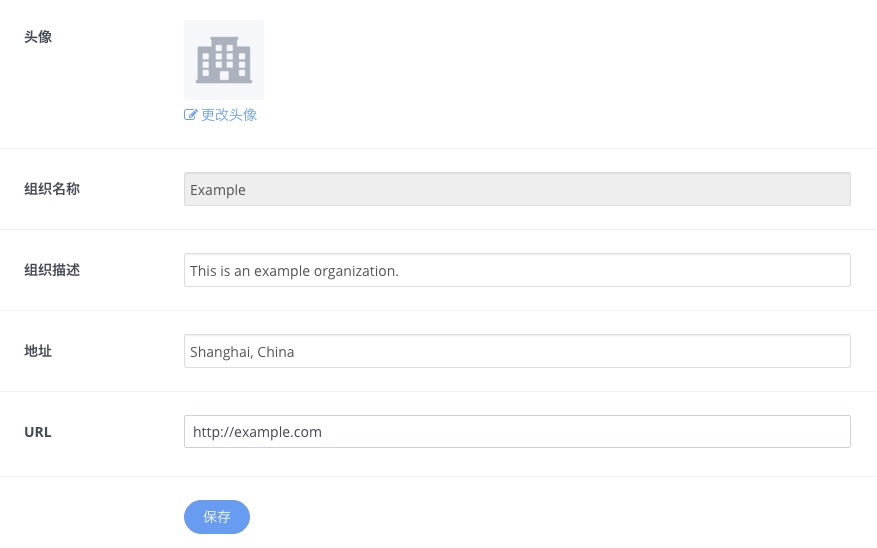 头像
更改头像
组织名称
Example
组织描述
This is an example organization.
地址
Shanghai, China
URL
http://example.com
保存